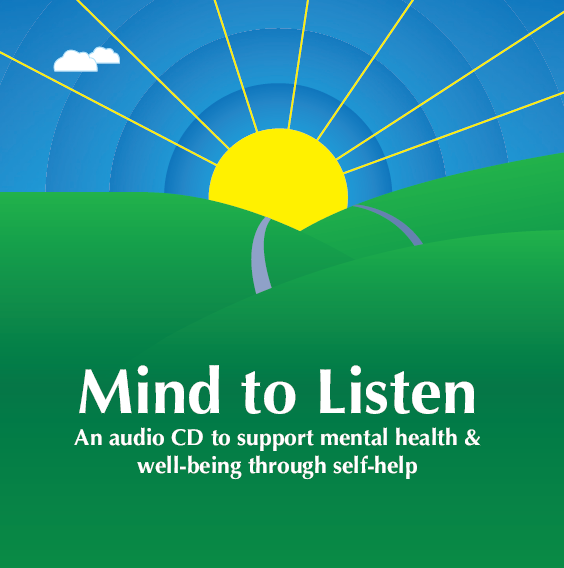 Mind to Listen
An audio CD to support mental health &
well-being through self-help